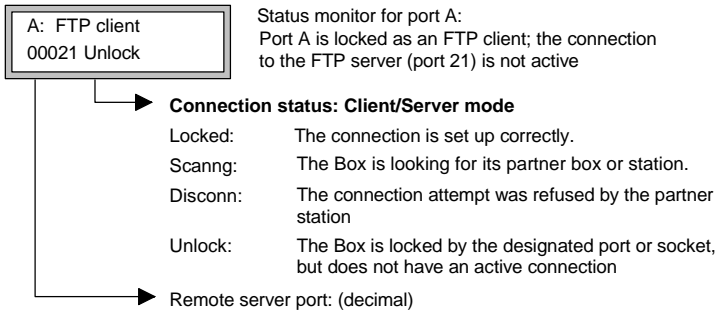 A: FTP client
00021 Unlock
Status monitor for port A:
Port A is locked as an FTP client; the connection
to the FTP server (port 21) is not active
Connection status: Client/Server mode
Locked: The connection is set up correctly.
Scanng: The Box is looking for its partner box or station.
Disconn: The connection attempt was refused by the partner
station
Unlock: The Box is locked by the designated port or socket,
but does not have an active connection
Remote server port: (decimal)